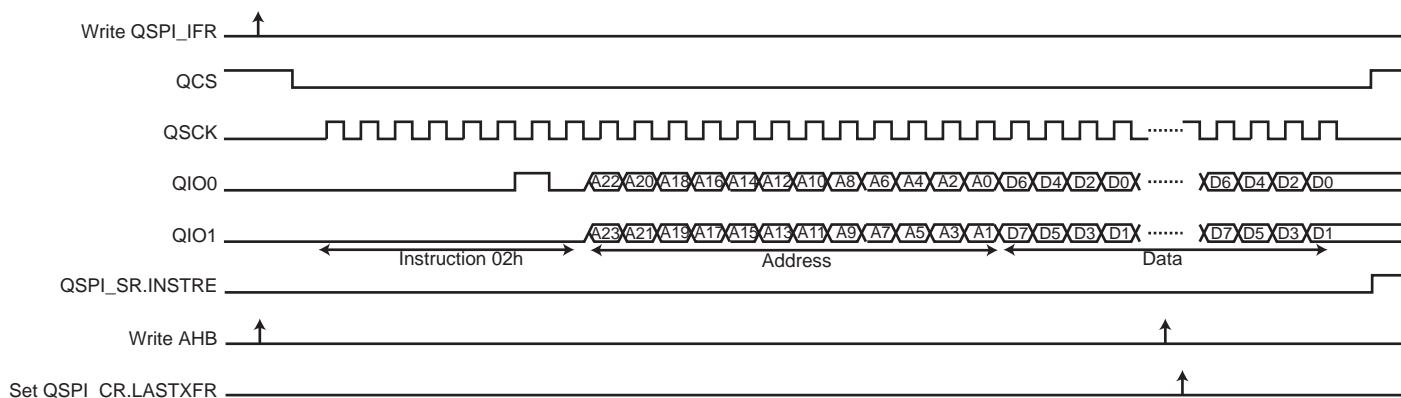 Write QSPI_IFR
QCS
QSCK
QIO0 A22 A20 A18 A16 A14 A12 A10 A8 A6 A4 A2 A0 D6 D4 D2 D0 D6 D4 D2 D0
QIO1 A23 A21 A19 A17 A15 A13 A11 A9 A7 A5 A3 A1 D7 D5 D3 D1 D7 D5 D3 D1
Instruction 02h Address Data
QSPI_SR.INSTRE
Write AHB
Set QSPI_CR.LASTXFR